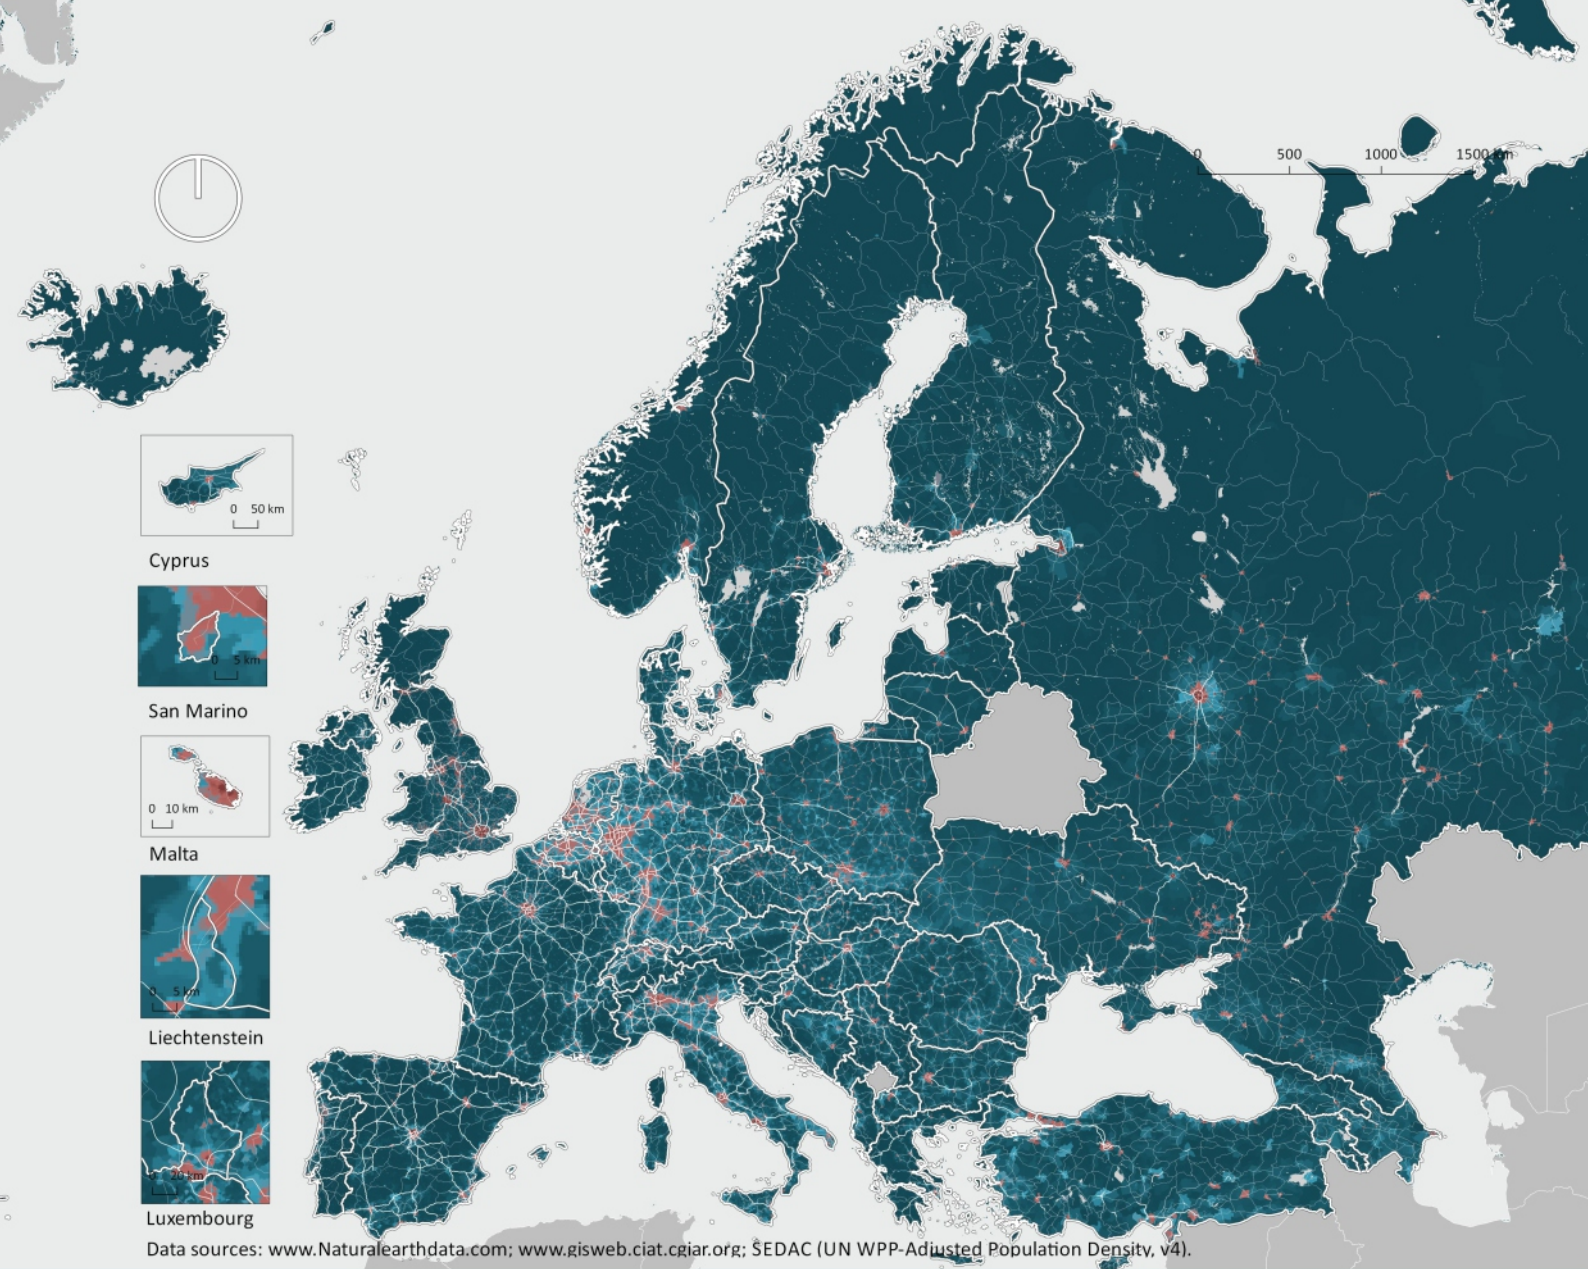 0 500 1000 1500 km
0 50 km
Cyprus
0 5 km
San Marino
0 10 km
Malta
0 5 km
Liechtenstein
0 20 km
Luxembourg
Data sources: www.Naturalearthdata.com; www.gisweb.ciat.cgiar.org; SEDAC (UN WPP-Adjusted Population Density, v4).